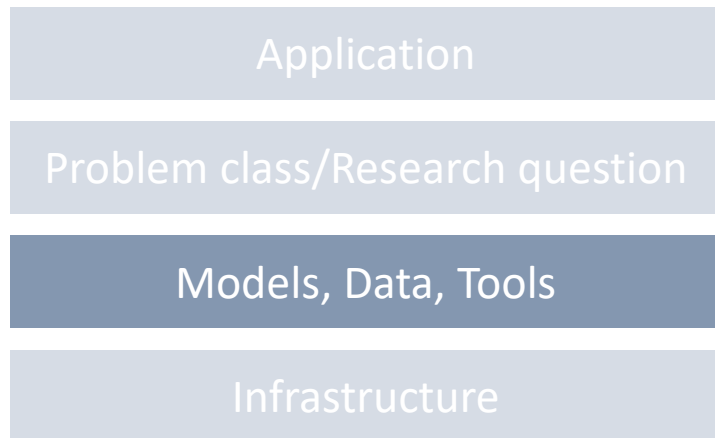 Application
Problem class/Research question
Models, Data, Tools
Infrastructure